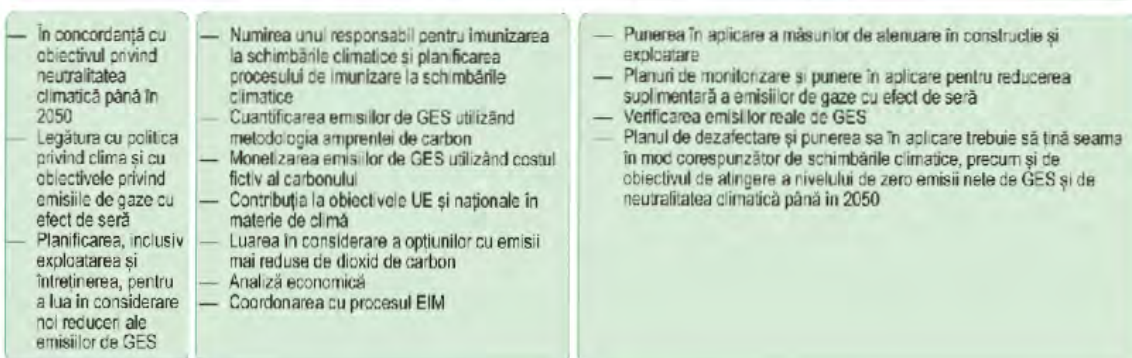 — În concordanță cu
obiectivul privind
neutralitatea
climatică până în
2050
— Legătura cu politica
privind clima și cu
obiectivele privind
emisiile de gaze cu
efect de seră
— Planificarea, inclusiv
exploatarea și
întreținerea, pentru
a lua în considerare
noi reduceri ale
emisiilor de GES
— Numirea unui responsabil pentru imunizarea
la schimbările climatice și planificarea
procesului de imunizare la schimbările
climatice
— Cuantificarea emisiilor de GES utilizând
metodologia amprentei de carbon
— Monetizarea emisiilor de GES utilizând costul
fictiv al carbonului
— Contribuția la obiectivele UE și naționale în
materie de climă
— Luarea în considerare a opțiunilor cu emisii
mai reduse de dioxid de carbon
— Analiză economică
— Coordonarea cu procesul EIM
— Punerea în aplicare a măsurilor de atenuare în construcție și
exploatare
— Planuri de monitorizare și punere în aplicare pentru reducerea
suplimentară a emisiilor de gaze cu efect de seră
— Verificarea emisiilor reale de GES
— Planul de dezafectare și punerea sa în aplicare trebuie să țină seama
în mod corespunzător de schimbările climatice, precum și de
obiectivul de atingere a nivelului de zero emisii nete de GES și de
neutralitatea climatică până în 2050